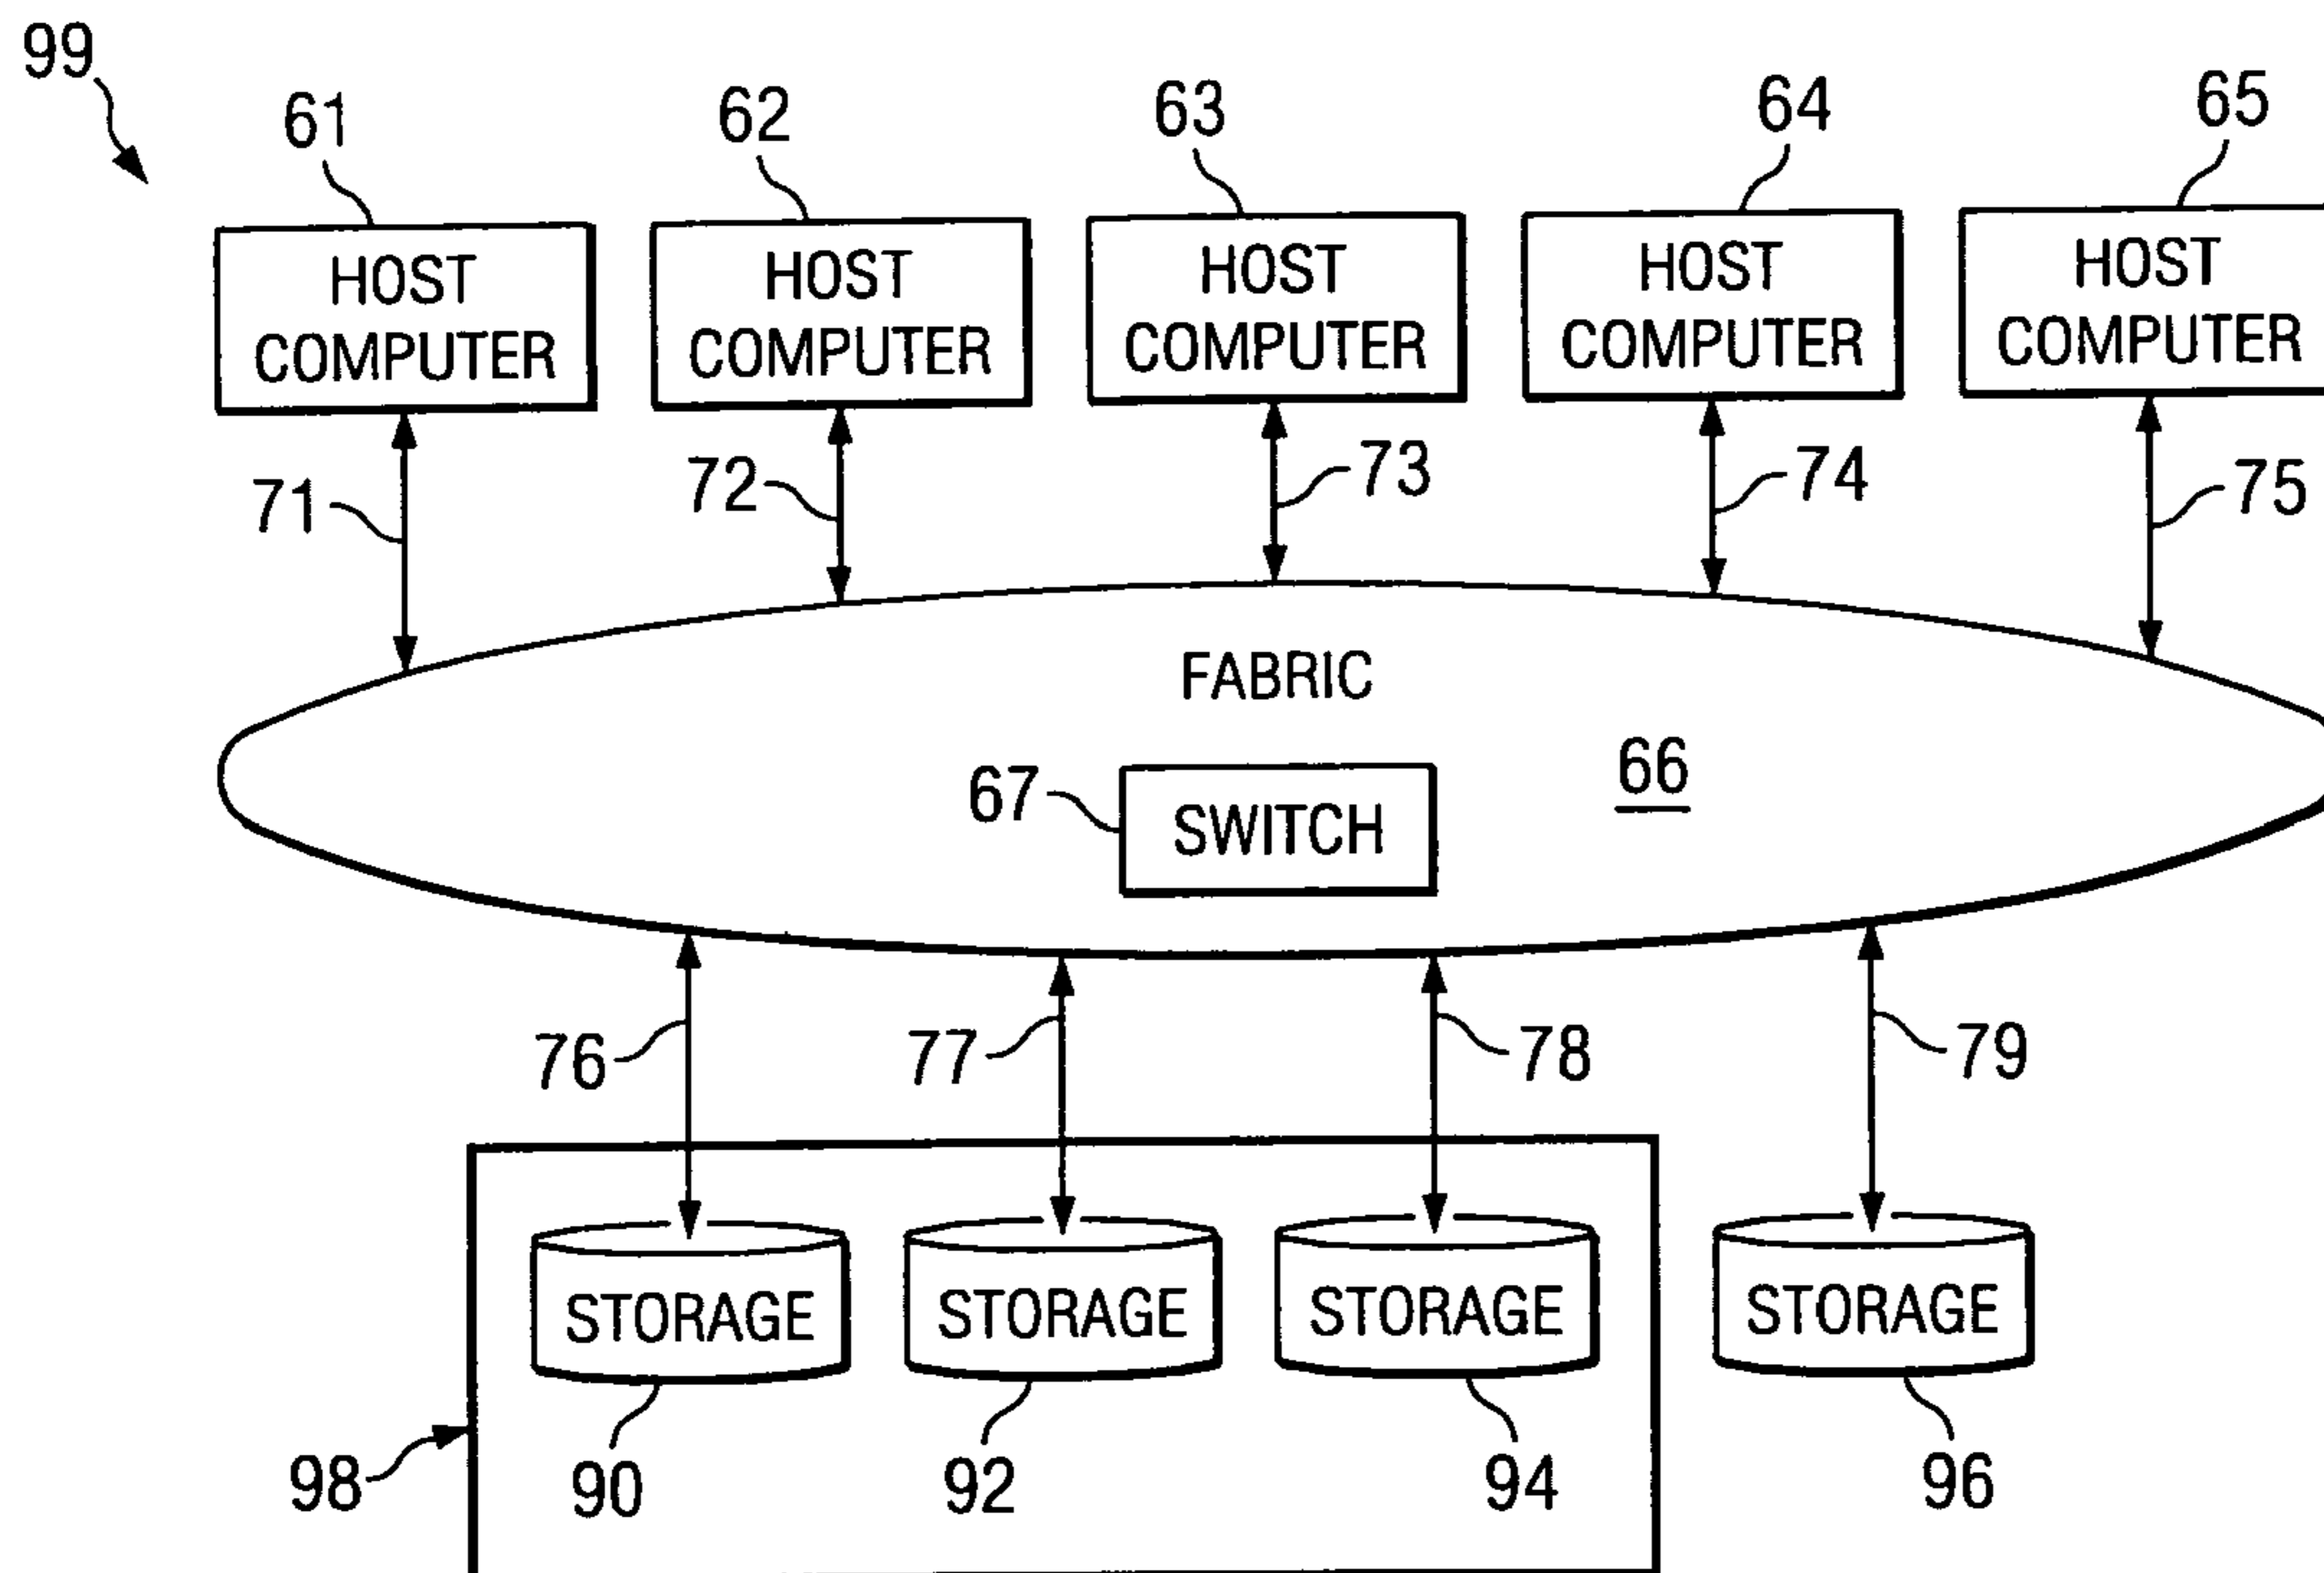 99
61
62
63
64
65
HOST
COMPUTER
HOST
COMPUTER
HOST
COMPUTER
HOST
COMPUTER
HOST
COMPUTER
71
72
73
74
75
FABRIC
66
67
SWITCH
76
77
78
79
STORAGE
STORAGE
STORAGE
STORAGE
98
90
92
94
96